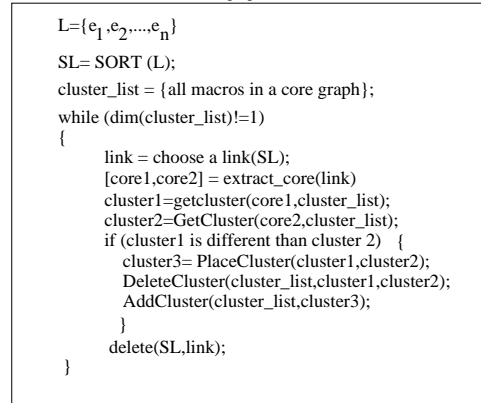 L={e1,e2,...,en}
SL= SORT (L);
cluster_list = {all macros in a core graph};
while (dim(cluster_list)!=1)
{
link = choose a link(SL);
[core1,core2] = extract_core(link)
cluster1=getcluster(core1,cluster_list);
cluster2=GetCluster(core2,cluster_list);
if (cluster1 is different than cluster 2) {
cluster3= PlaceCluster(cluster1,cluster2);
DeleteCluster(cluster_list,cluster1,cluster2);
AddCluster(cluster_list,cluster3);
}
delete(SL,link);
}